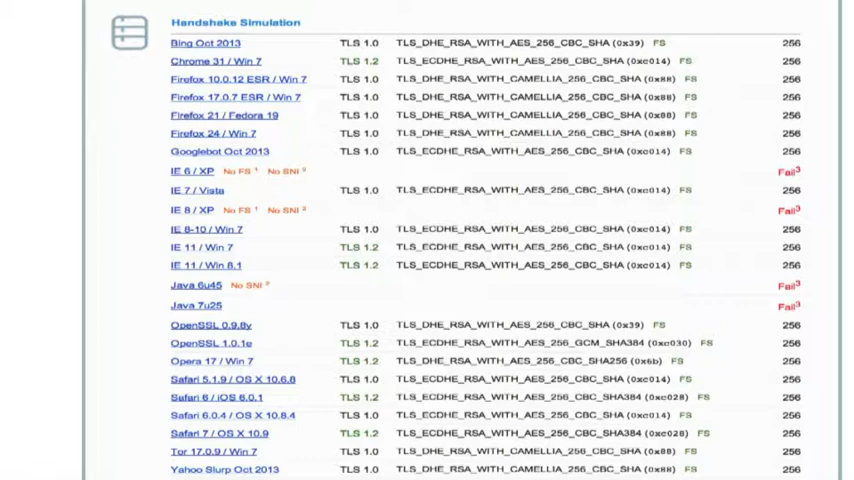 Handshake Simulation
Bing Oct 2013 TLS 1.0 TLS_DHE_RSA_WITH_AES_256_CBC_SHA (0x39) FS 256
Chrome 31 / Win 7 TLS 1.2 TLS_ECDHE_RSA_WITH_AES_256_CBC_SHA (0xc014) FS 256
Firefox 10.0.12 ESR / Win 7 TLS 1.0 TLS_DHE_RSA_WITH_CAMELLIA_256_CBC_SHA (0x88) FS 256
Firefox 17.0.7 ESR / Win 7 TLS 1.0 TLS_DHE_RSA_WITH_CAMELLIA_256_CBC_SHA (0x88) FS 256
Firefox 21 / Fedora 19 TLS 1.0 TLS_DHE_RSA_WITH_CAMELLIA_256_CBC_SHA (0x88) FS 256
Firefox 24 / Win 7 TLS 1.0 TLS_DHE_RSA_WITH_CAMELLIA_256_CBC_SHA (0x88) FS 256
Googlebot Oct 2013 TLS 1.0 TLS_ECDHE_RSA_WITH_AES_256_CBC_SHA (0xc014) FS 256
IE 6 / XP No FS 1 No SNI 2 Fail3
IE 7 / Vista TLS 1.0 TLS_ECDHE_RSA_WITH_AES_256_CBC_SHA (0xc014) FS 256
IE 8 / XP No FS 1 No SNI 2 Fail3
IE 8-10 / Win 7 TLS 1.0 TLS_ECDHE_RSA_WITH_AES_256_CBC_SHA (0xc014) FS 256
IE 11 / Win 7 TLS 1.2 TLS_ECDHE_RSA_WITH_AES_256_CBC_SHA (0xc014) FS 256
IE 11 / Win 8.1 TLS 1.2 TLS_ECDHE_RSA_WITH_AES_256_CBC_SHA (0xc014) FS 256
Java 6u45 No SNI 2 Fail3
Java 7u25 Fail3
OpenSSL 0.9.8y TLS 1.0 TLS_DHE_RSA_WITH_AES_256_CBC_SHA (0x39) FS 256
OpenSSL 1.0.1e TLS 1.2 TLS_ECDHE_RSA_WITH_AES_256_GCM_SHA384 (0xc030) FS 256
Opera 17 / Win 7 TLS 1.2 TLS_DHE_RSA_WITH_AES_256_CBC_SHA256 (0x6b) FS 256
Safari 5.1.9 / OS X 10.6.8 TLS 1.0 TLS_ECDHE_RSA_WITH_AES_256_CBC_SHA (0xc014) FS 256
Safari 6 / iOS 6.0.1 TLS 1.2 TLS_ECDHE_RSA_WITH_AES_256_CBC_SHA384 (0xc028) FS 256
Safari 6.0.4 / OS X 10.8.4 TLS 1.0 TLS_ECDHE_RSA_WITH_AES_256_CBC_SHA (0xc014) FS 256
Safari 7 / OS X 10.9 TLS 1.2 TLS_ECDHE_RSA_WITH_AES_256_CBC_SHA384 (0xc028) FS 256
Tor 17.0.9 / Win 7 TLS 1.0 TLS_DHE_RSA_WITH_CAMELLIA_256_CBC_SHA (0x88) FS 256
Yahoo Slurp Oct 2013 TLS 1.0 TLS_DHE_RSA_WITH_CAMELLIA_256_CBC_SHA (0x88) FS 256